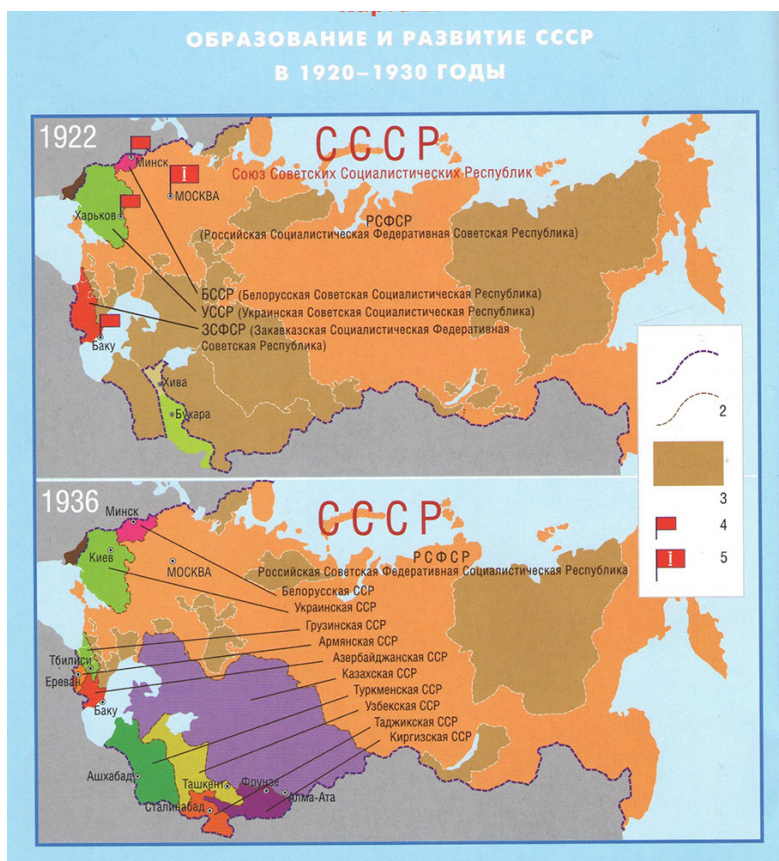 ОБРАЗОВАНИЕ И РАЗВИТИЕ СССР
В 1920–1930 ГОДЫ
1922
СССР
Союз Советских Социалистических Республик
Минск
I
МОСКВА
Харьков
РСФСР
(Российская Социалистическая Федеративная Советская Республика)
БССР (Белорусская Советская Социалистическая Республика)
УССР (Украинская Советская Социалистическая Республика)
ЗСФСР (Закавказская Социалистическая Федеративная
Советская Республика)
Баку
Хива
Бухара
2
3
4
I
5
1936
СССР
Минск
Киев
МОСКВА
РСФСР
Российская Советская Федеративная Социалистическая Республика
Белорусская ССР
Украинская ССР
Грузинская ССР
Армянская ССР
Азербайджанская ССР
Казахская ССР
Туркменская ССР
Узбекская ССР
Таджикская ССР
Киргизская ССР
Тбилиси
Ереван
Баку
Ашхабад
Ташкент
Фрунзе
Алма-Ата
Сталинабад